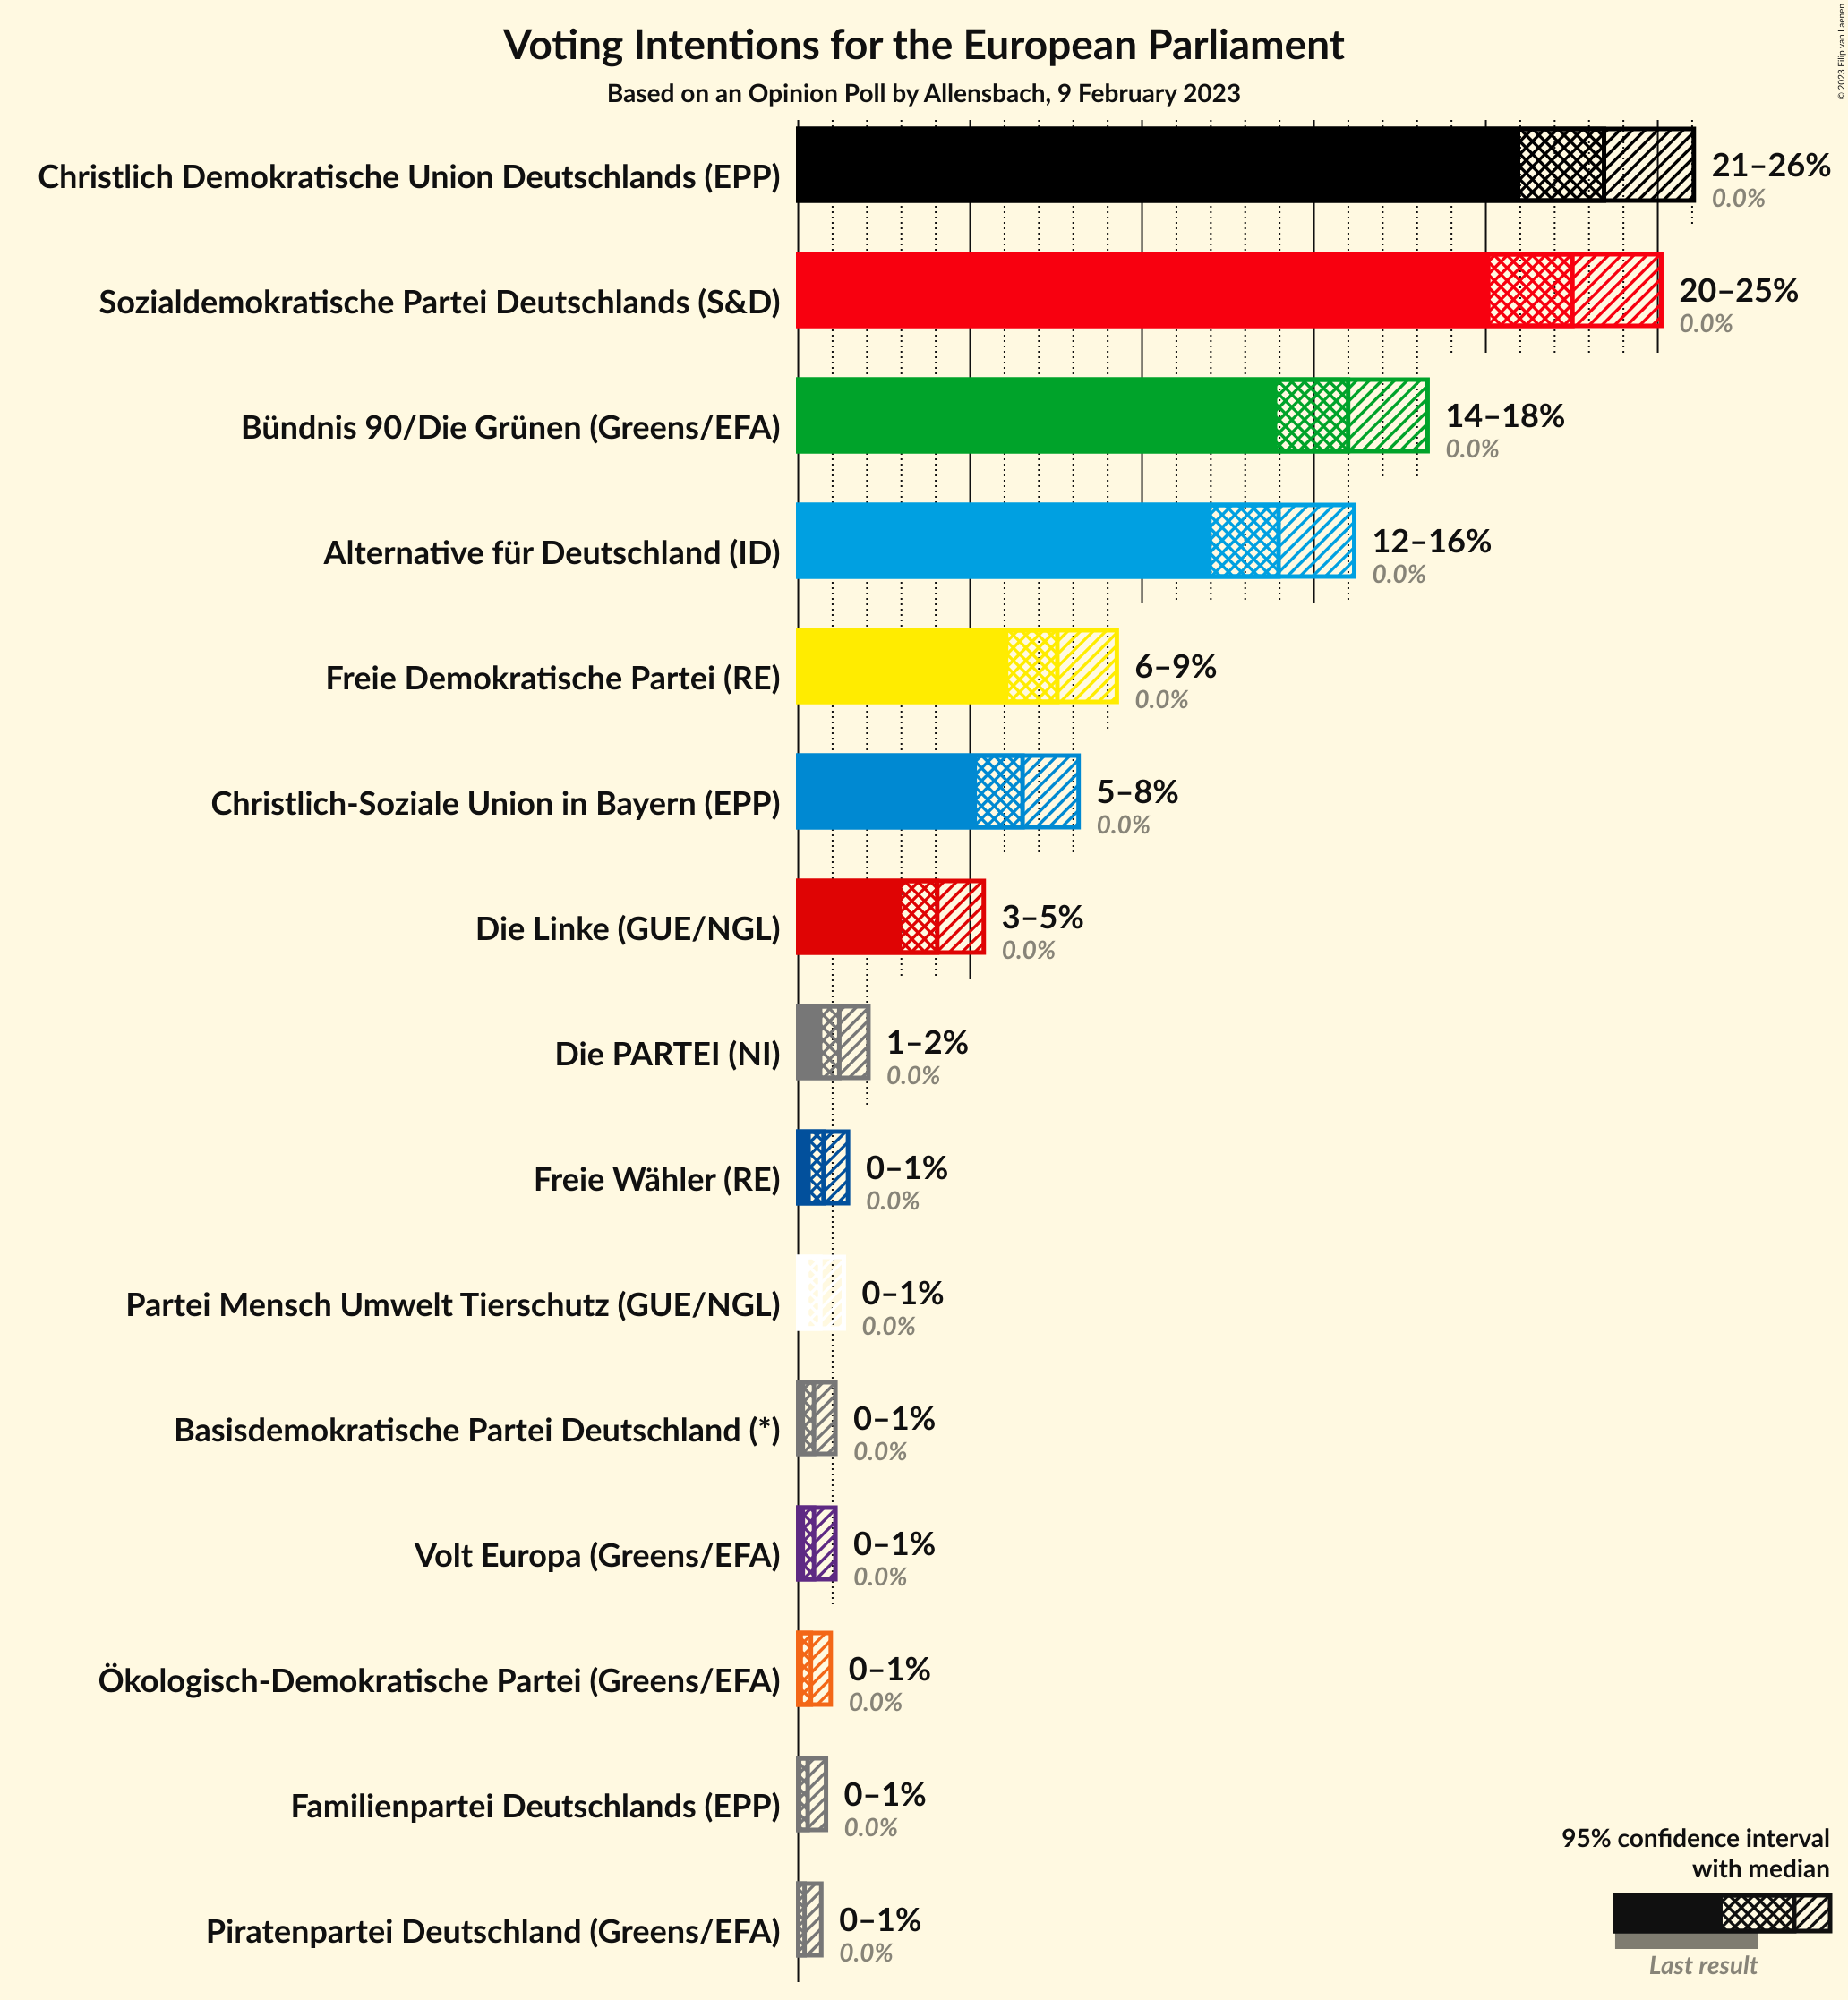 Voting Intentions for the European Parliament
Based on an Opinion Poll by Allensbach, 9 February 2023
© 2023 Filip van Laenen
Christlich Demokratische Union Deutschlands (EPP)
21–26%
0.0%
Sozialdemokratische Partei Deutschlands (S&D)
20–25%
0.0%
Bündnis 90/Die Grünen (Greens/EFA)
14–18%
0.0%
Alternative für Deutschland (ID)
12–16%
0.0%
Freie Demokratische Partei (RE)
6–9%
0.0%
Christlich-Soziale Union in Bayern (EPP)
5–8%
0.0%
Die Linke (GUE/NGL)
3–5%
0.0%
Die PARTEI (NI)
1–2%
0.0%
Freie Wähler (RE)
0–1%
0.0%
Partei Mensch Umwelt Tierschutz (GUE/NGL)
0–1%
0.0%
Basisdemokratische Partei Deutschland (*)
0–1%
0.0%
Volt Europa (Greens/EFA)
0–1%
0.0%
Ökologisch-Demokratische Partei (Greens/EFA)
0–1%
0.0%
Familienpartei Deutschlands (EPP)
0–1%
0.0%
Piratenpartei Deutschland (Greens/EFA)
0–1%
0.0%
95% confidence interval
with median
Last result